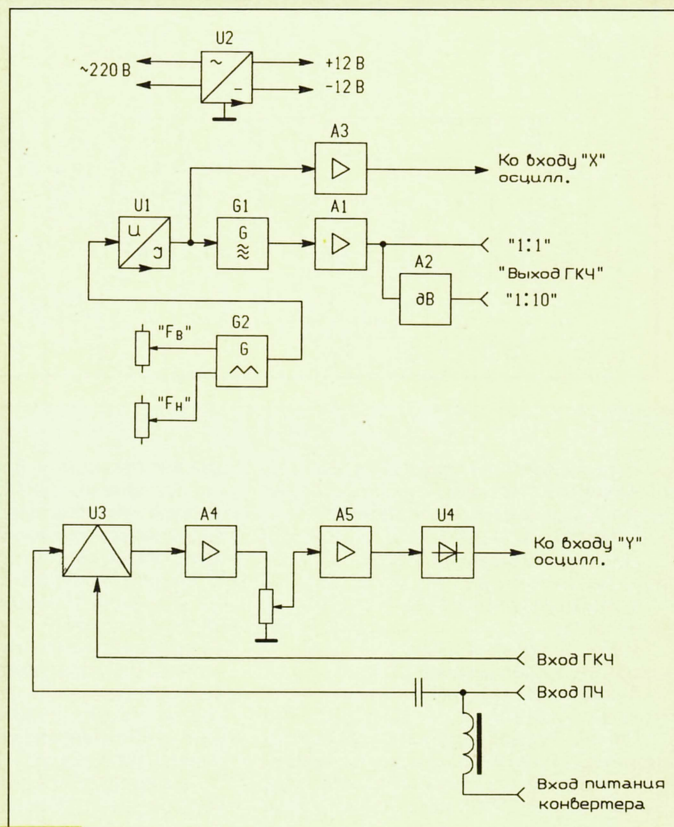 U2
~220 В
~
–
+12 В
-12 В
A3
Ко входу "X"
осцилл.
U1
U
J
G1
G
≈
A1
"1:1"
A2
дВ
"Выход ГКЧ"
"1:10"
"Fв"
G2
G
"Fн"
U3
A4
A5
U4
Ко входу "Y"
осцилл.
Вход ГКЧ
Вход ПЧ
Вход питания
конвертера